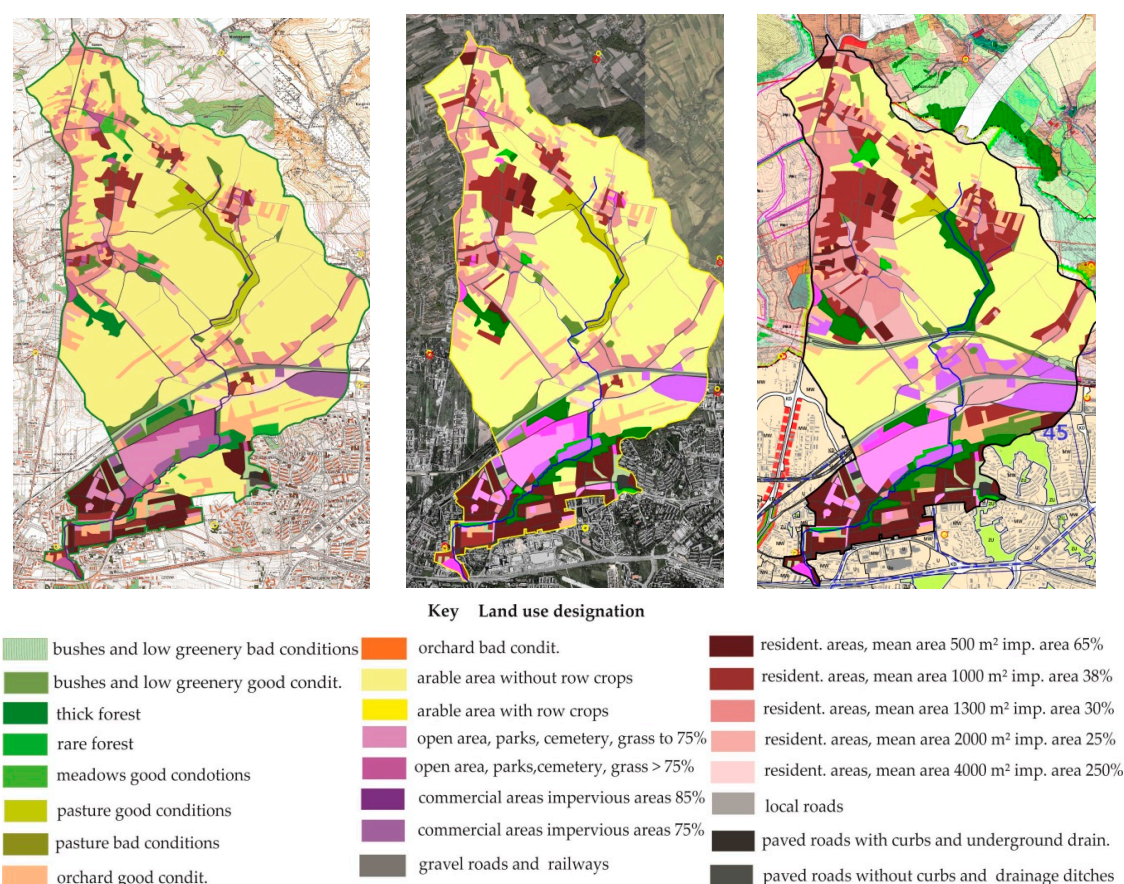 45
Key Land use designation
bushes and low greenery bad conditions
bushes and low greenery good condit.
thick forest
rare forest
meadows good condotions
pasture good conditions
pasture bad conditions
orchard good condit.
orchard bad condit.
arable area without row crops
arable area with row crops
open area, parks, cemetery, grass to 75%
open area, parks,cemetery, grass > 75%
commercial areas impervious areas 85%
commercial areas impervious areas 75%
gravel roads and railways
resident. areas, mean area 500 m² imp. area 65%
resident. areas, mean area 1000 m² imp. area 38%
resident. areas, mean area 1300 m² imp. area 30%
resident. areas, mean area 2000 m² imp. area 25%
resident. areas, mean area 4000 m² imp. area 250%
local roads
paved roads with curbs and underground drain.
paved roads without curbs and drainage ditches